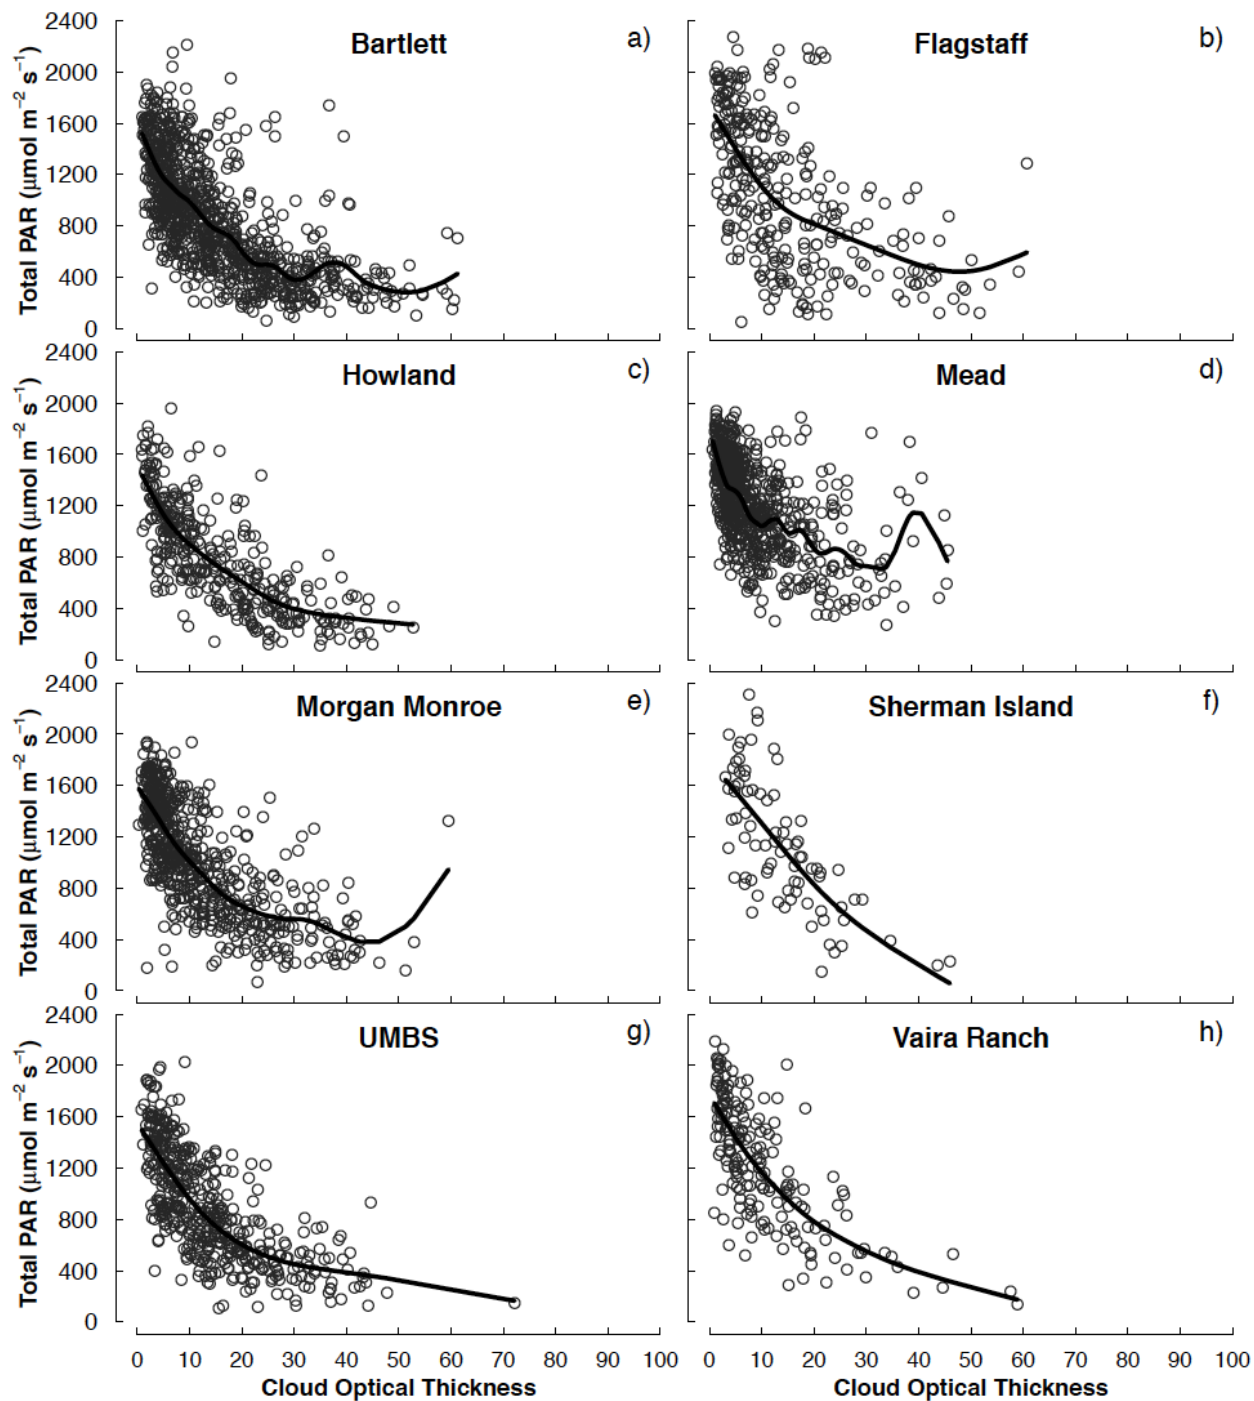 Bartlett a)
Total PAR (μmol m−2 s−1)
2400
2000
1600
1200
800
400
0
Flagstaff b)
Howland c)
Total PAR (μmol m−2 s−1)
2400
2000
1600
1200
800
400
0
Mead d)
Morgan Monroe e)
Total PAR (μmol m−2 s−1)
2400
2000
1600
1200
800
400
0
Sherman Island f)
UMBS g)
Total PAR (μmol m−2 s−1)
2400
2000
1600
1200
800
400
0
Vaira Ranch h)
0 10 20 30 40 50 60 70 80 90 100
Cloud Optical Thickness
0 10 20 30 40 50 60 70 80 90 100
Cloud Optical Thickness